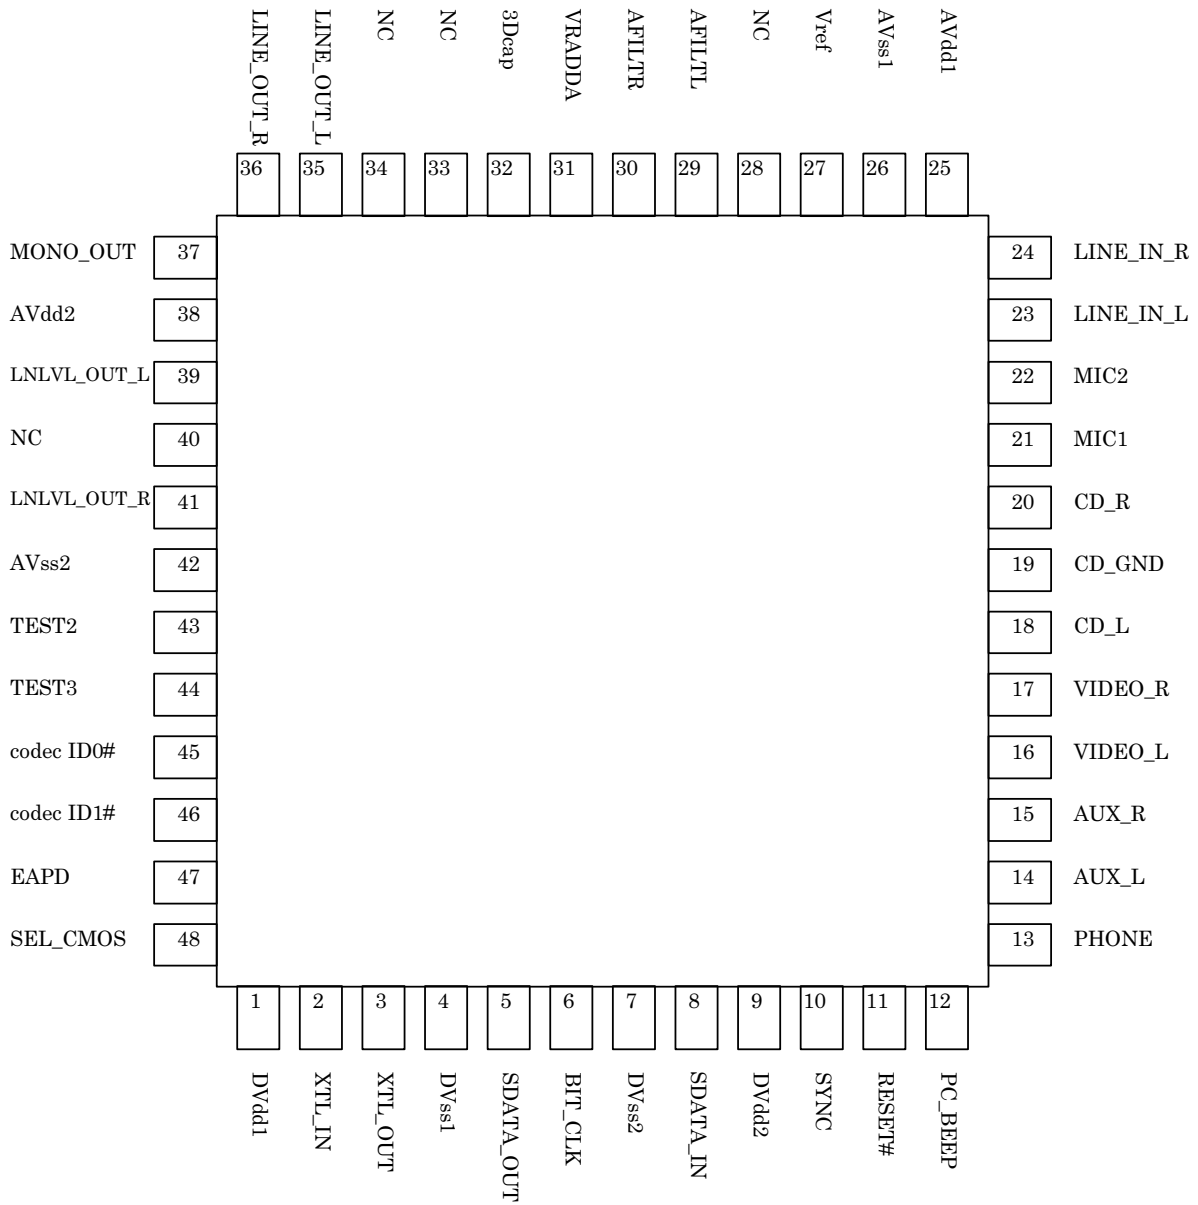 LINE_OUT_R
LINE_OUT_L
NC
NC
3Dcap
VRADDA
AFILTR
AFILTL
NC
Vref
AVss1
AVdd1
36 35 34 33 32 31 30 29 28 27 26 25
MONO_OUT 37 24 LINE_IN_R
AVdd2 38 23 LINE_IN_L
LNLVL_OUT_L 39 22 MIC2
NC 40 21 MIC1
LNLVL_OUT_R 41 20 CD_R
AVss2 42 19 CD_GND
TEST2 43 18 CD_L
TEST3 44 17 VIDEO_R
codec ID0# 45 16 VIDEO_L
codec ID1# 46 15 AUX_R
EAPD 47 14 AUX_L
SEL_CMOS 48 13 PHONE
1 2 3 4 5 6 7 8 9 10 11 12
DVdd1
XTL_IN
XTL_OUT
DVss1
SDATA_OUT
BIT_CLK
DVss2
SDATA_IN
DVdd2
SYNC
RESET#
PC_BEEP